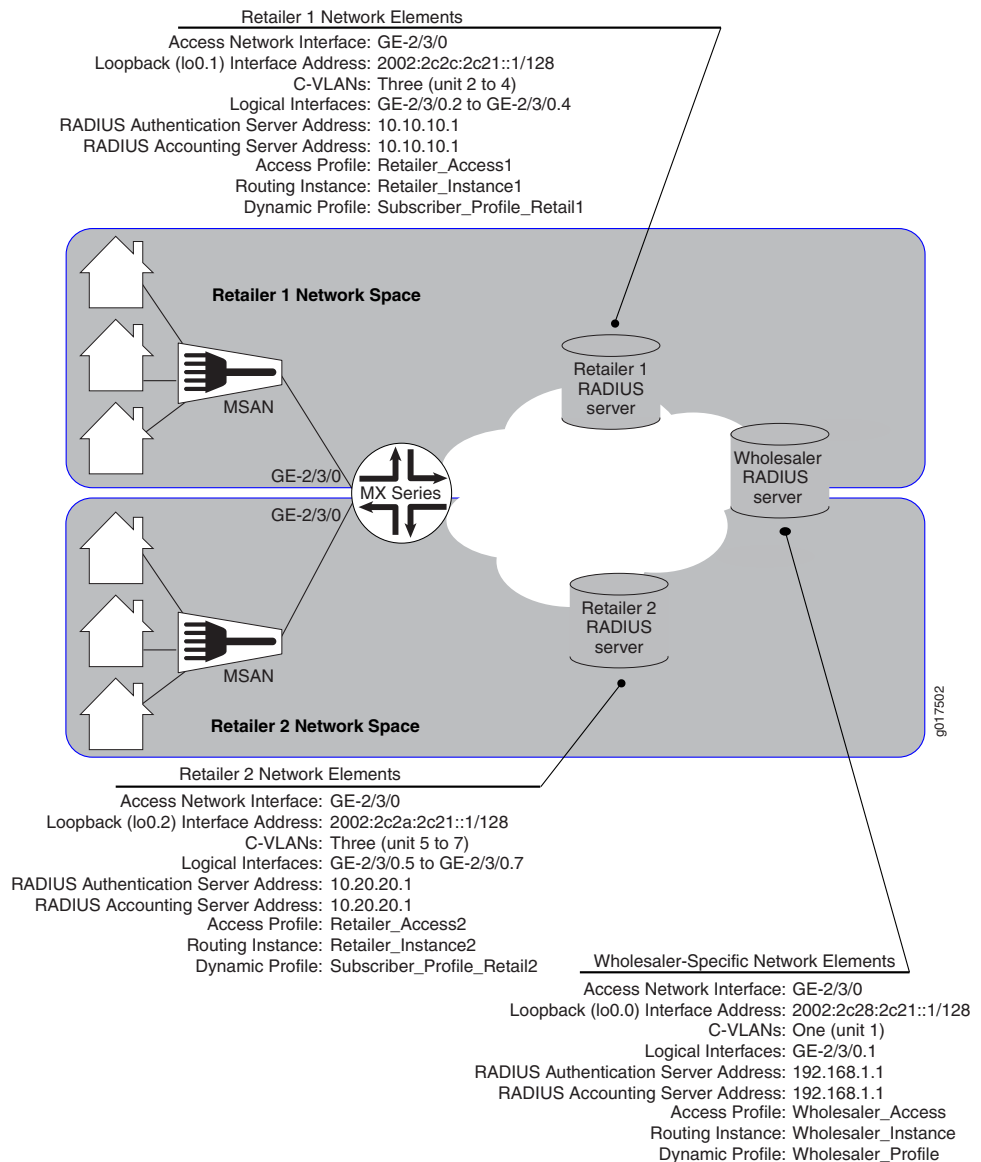 Retailer 1 Network Elements
Access Network Interface: GE-2/3/0
Loopback (lo0.1) Interface Address: 2002:2c2c:2c21::1/128
C-VLANs: Three (unit 2 to 4)
Logical Interfaces: GE-2/3/0.2 to GE-2/3/0.4
RADIUS Authentication Server Address: 10.10.10.1
RADIUS Accounting Server Address: 10.10.10.1
Access Profile: Retailer_Access1
Routing Instance: Retailer_Instance1
Dynamic Profile: Subscriber_Profile_Retail1
Retailer 1 Network Space
Retailer 1
RADIUS
server
MSAN
Wholesaler
RADIUS
server
GE-2/3/0
MX Series
GE-2/3/0
Retailer 2
RADIUS
server
MSAN
Retailer 2 Network Space
g017502
Retailer 2 Network Elements
Access Network Interface: GE-2/3/0
Loopback (lo0.2) Interface Address: 2002:2c2a:2c21::1/128
C-VLANs: Three (unit 5 to 7)
Logical Interfaces: GE-2/3/0.5 to GE-2/3/0.7
RADIUS Authentication Server Address: 10.20.20.1
RADIUS Accounting Server Address: 10.20.20.1
Access Profile: Retailer_Access2
Routing Instance: Retailer_Instance2
Dynamic Profile: Subscriber_Profile_Retail2
Wholesaler-Specific Network Elements
Access Network Interface: GE-2/3/0
Loopback (lo0.0) Interface Address: 2002:2c28:2c21::1/128
C-VLANs: One (unit 1)
Logical Interfaces: GE-2/3/0.1
RADIUS Authentication Server Address: 192.168.1.1
RADIUS Accounting Server Address: 192.168.1.1
Access Profile: Wholesaler_Access
Routing Instance: Wholesaler_Instance
Dynamic Profile: Wholesaler_Profile